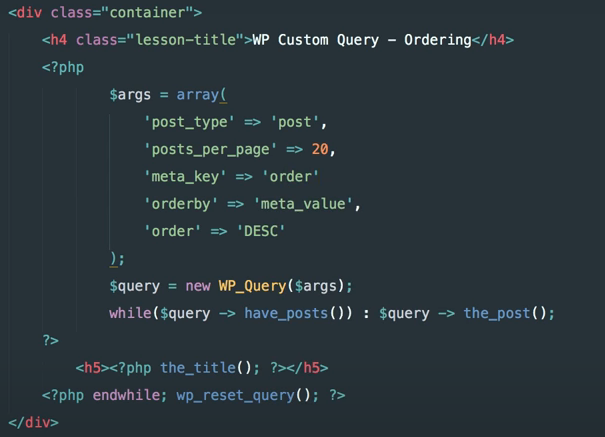 <div class="container">
<h4 class="lesson-title">WP Custom Query - Ordering</h4>
<?php
$args = array(
'post_type' => 'post',
'posts_per_page' => 20,
'meta_key' => 'order'
'orderby' => 'meta_value',
'order' => 'DESC'
);
$query = new WP_Query($args);
while($query -> have_posts()) : $query -> the_post();
?>
<h5><?php the_title(); ?></h5>
<?php endwhile; wp_reset_query(); ?>
</div>